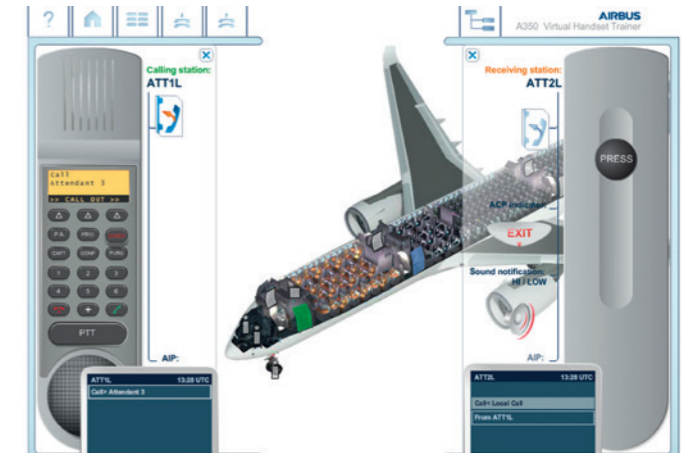 ?
AIRBUS
A350 Virtual Handset Trainer
Calling station:
ATT1L
Receiving station:
ATT2L
Call
Attendant 3
>> CALL OUT >>
P.A.
PRIO
CAPT
CONF
PURS
1
2
3
4
5
6
+
PTT
PRESS
ACP indicator:
EXIT
Sound notification:
HI / LOW
AIP:
AIP:
ATT1L 13:28 UTC
Call> Attendant 3
ATT2L 13:28 UTC
Call< Local Call
From ATT1L